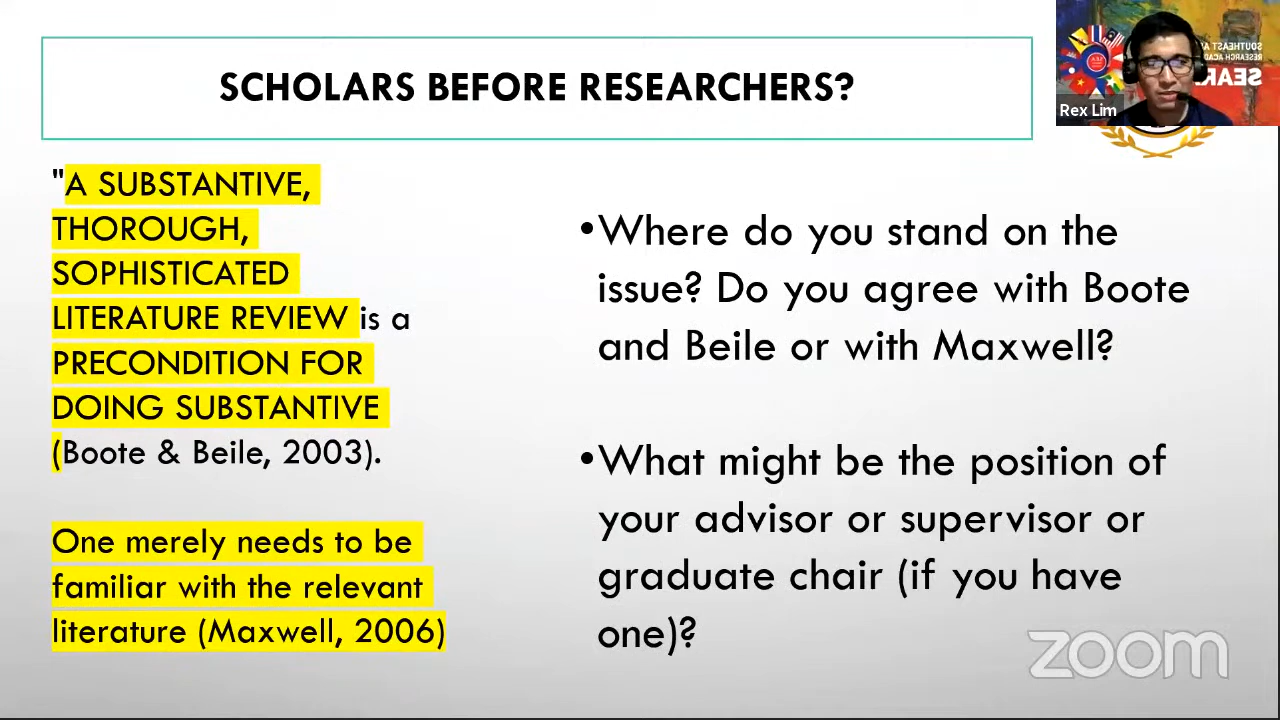 SCHOLARS BEFORE RESEARCHERS?
"A SUBSTANTIVE,
THOROUGH,
SOPHISTICATED
LITERATURE REVIEW is a
PRECONDITION FOR
DOING SUBSTANTIVE
(Boote & Beile, 2003).
One merely needs to be
familiar with the relevant
literature (Maxwell, 2006)
•Where do you stand on the
issue? Do you agree with Boote
and Beile or with Maxwell?
•What might be the position of
your advisor or supervisor or
graduate chair (if you have
one)?
SOUTHEAST
RESEARCH
Rex Lim
zoom